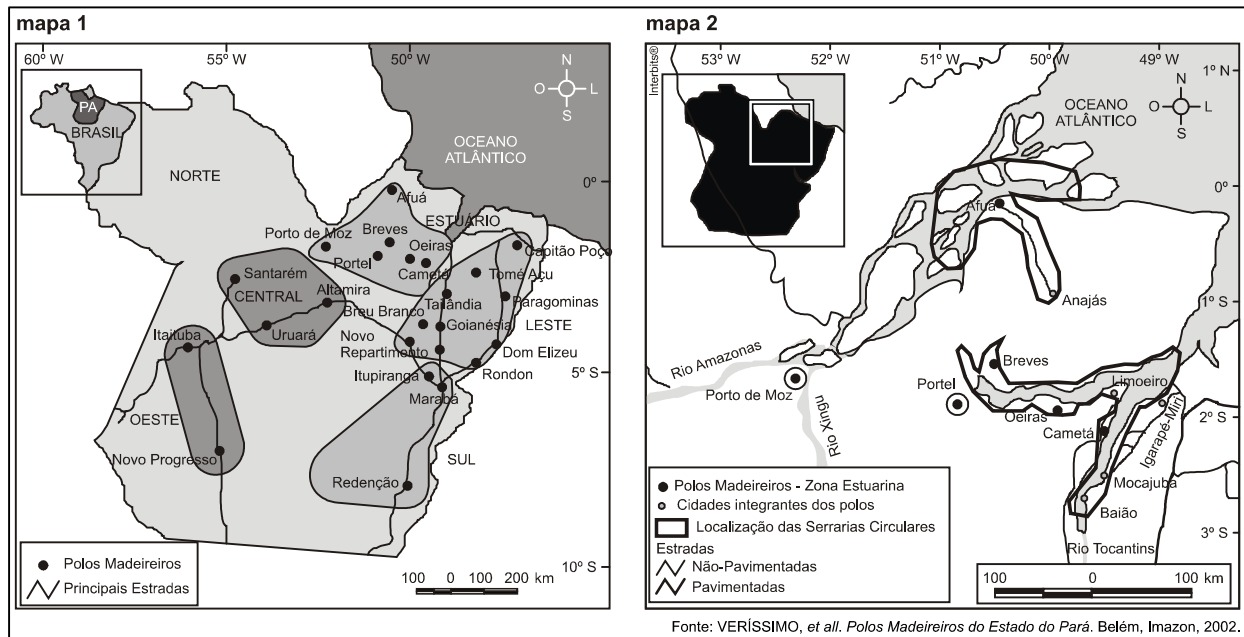 mapa 1
60º W
55º W
50º W
N
O
L
S
PA
BRASIL
OCEANO
ATLÂNTICO
NORTE
0º
Afuá
ESTUÁRIO
Porto de Moz
Breves
Oeiras
Capitão Poço
Portel
Cametá
Tomé Açu
Santarém
CENTRAL
Altamira
Tailândia
Paragominas
Breu Branco
Goianésia
LESTE
Uruará
Itaituba
Novo
Repartimento
Dom Elizeu
Rondon
5º S
Itupiranga
Marabá
OESTE
Novo Progresso
SUL
Redenção
10º S
Polos Madeireiros
Principais Estradas
100 0 100 200 km
mapa 2
53º W
52º W
51º W
50º W
49º W
Interbits®
1º N
N
O
L
S
OCEANO
ATLÂNTICO
0º
Afuá
Anajás
1º S
Rio Amazonas
Breves
Porto de Moz
Portel
Limoeiro
Rio Xingu
Oeiras
2º S
Cametá
Igarapé-Miri
Mocajuba
Baião
3º S
Rio Tocantins
Polos Madeireiros - Zona Estuarina
Cidades integrantes dos polos
Localização das Serrarias Circulares
Estradas
Não-Pavimentadas
Pavimentadas
100 0 100 km
Fonte: VERÍSSIMO, et all. Polos Madeireiros do Estado do Pará. Belém, Imazon, 2002.